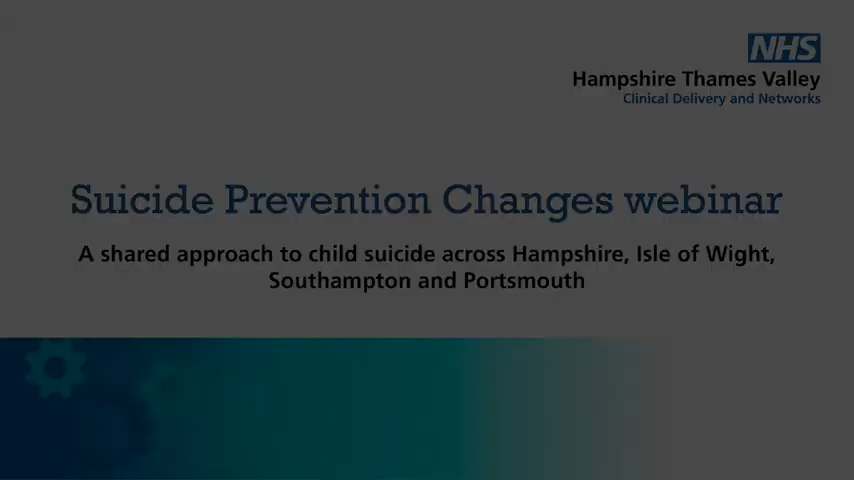 NHS
Hampshire Thames Valley
Clinical Delivery and Networks
Suicide Prevention Changes webinar
A shared approach to child suicide across Hampshire, Isle of Wight,
Southampton and Portsmouth